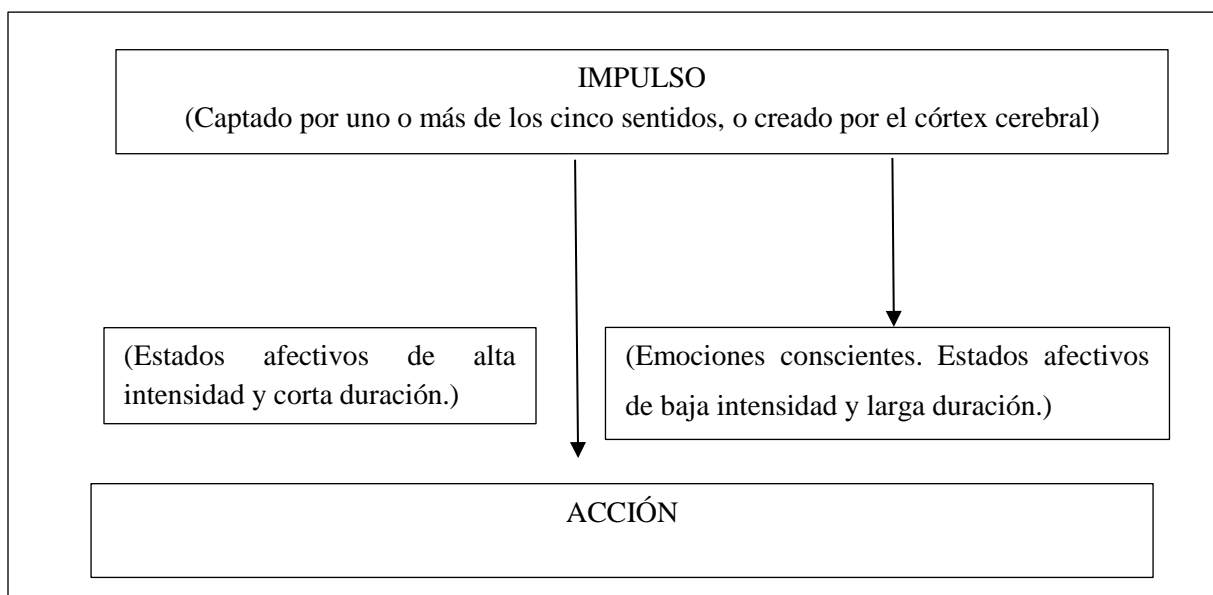 IMPULSO
(Captado por uno o más de los cinco sentidos, o creado por el córtex cerebral)
(Estados afectivos de alta
intensidad y corta duración.)
(Emociones conscientes. Estados afectivos
de baja intensidad y larga duración.)
ACCIÓN